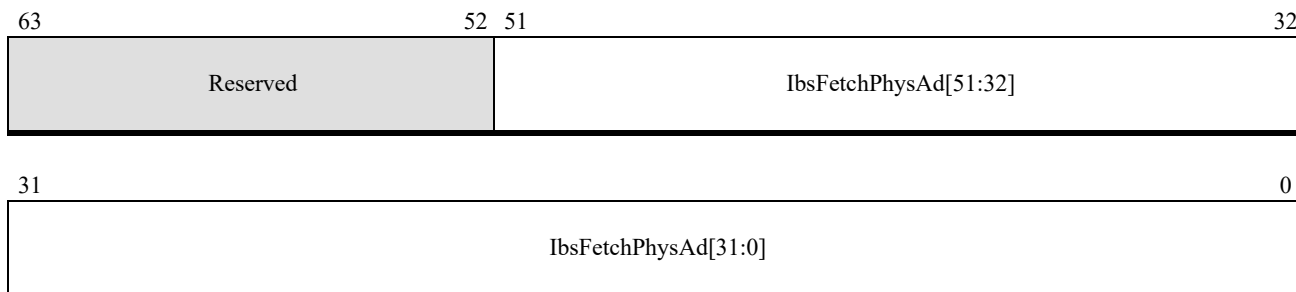 63 52 51 32
Reserved IbsFetchPhysAd[51:32]
31 0
IbsFetchPhysAd[31:0]